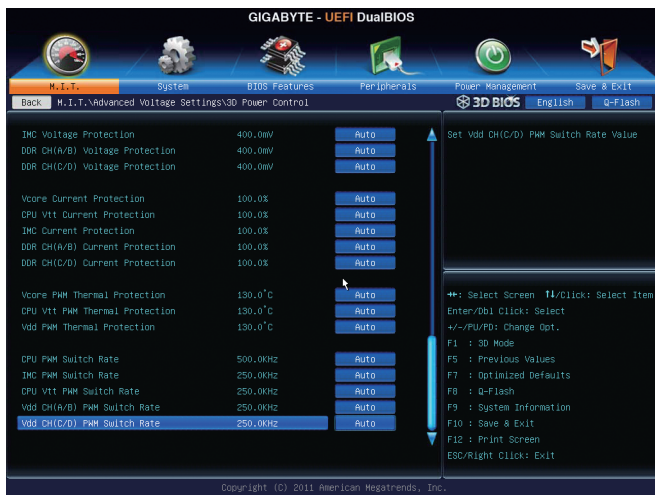 GIGABYTE - UEFI DualBIOS
M.I.T. System BIOS Features Peripherals Power Management Save & Exit
Back M.I.T.\Advanced Voltage Settings\3D Power Control 3D BIOS English Q-Flash
IMC Voltage Protection 400.0mV Auto
DDR CH(A/B) Voltage Protection 400.0mV Auto
DDR CH(C/D) Voltage Protection 400.0mV Auto
Vcore Current Protection 100.0% Auto
CPU Vtt Current Protection 100.0% Auto
IMC Current Protection 100.0% Auto
DDR CH(A/B) Current Protection 100.0% Auto
DDR CH(C/D) Current Protection 100.0% Auto
Vcore PWM Thermal Protection 130.0°C Auto
CPU Vtt PWM Thermal Protection 130.0°C Auto
Vdd PWM Thermal Protection 130.0°C Auto
CPU PWM Switch Rate 500.0KHz Auto
IMC PWM Switch Rate 250.0KHz Auto
CPU Vtt PWM Switch Rate 250.0KHz Auto
Vdd CH(A/B) PWM Switch Rate 250.0KHz Auto
Vdd CH(C/D) PWM Switch Rate 250.0KHz Auto
Set Vdd CH(C/D) PWM Switch Rate Value
→←: Select Screen ↑↓/Click: Select Item
Enter/Dbl Click: Select
+/-/PU/PD: Change Opt.
F1 : 3D Mode
F5 : Previous Values
F7 : Optimized Defaults
F8 : Q-Flash
F9 : System Information
F10 : Save & Exit
F12 : Print Screen
ESC/Right Click: Exit
Copyright (C) 2011 American Megatrends, Inc.